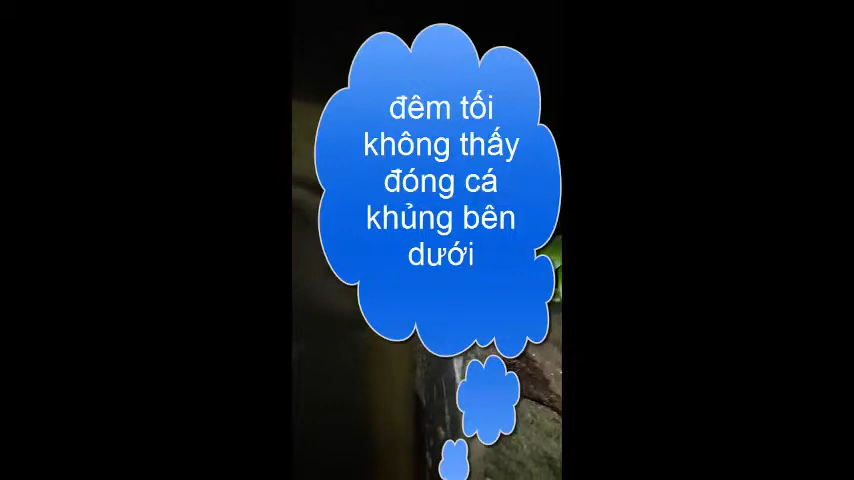 đêm tối
không thấy
đóng cá
khủng bên
dưới